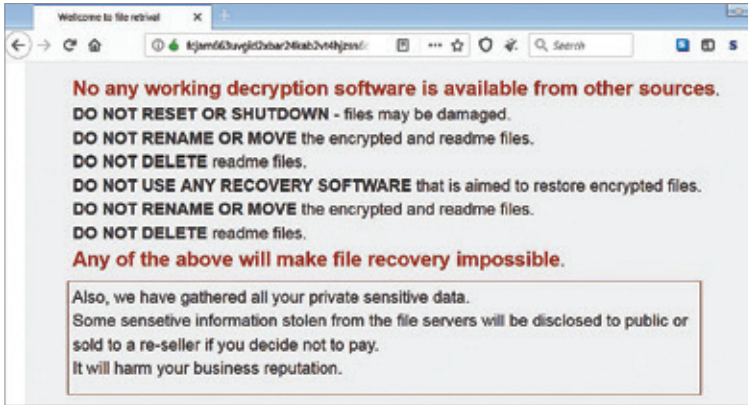 Welcome to file retrival
Search
No any working decryption software is available from other sources.
DO NOT RESET OR SHUTDOWN - files may be damaged.
DO NOT RENAME OR MOVE the encrypted and readme files.
DO NOT DELETE readme files.
DO NOT USE ANY RECOVERY SOFTWARE that is aimed to restore encrypted files.
DO NOT RENAME OR MOVE the encrypted and readme files.
DO NOT DELETE readme files.
Any of the above will make file recovery impossible.
Also, we have gathered all your private sensitive data.
Some sensetive information stolen from the file servers will be disclosed to public or
sold to a re-seller if you decide not to pay.
It will harm your business reputation.